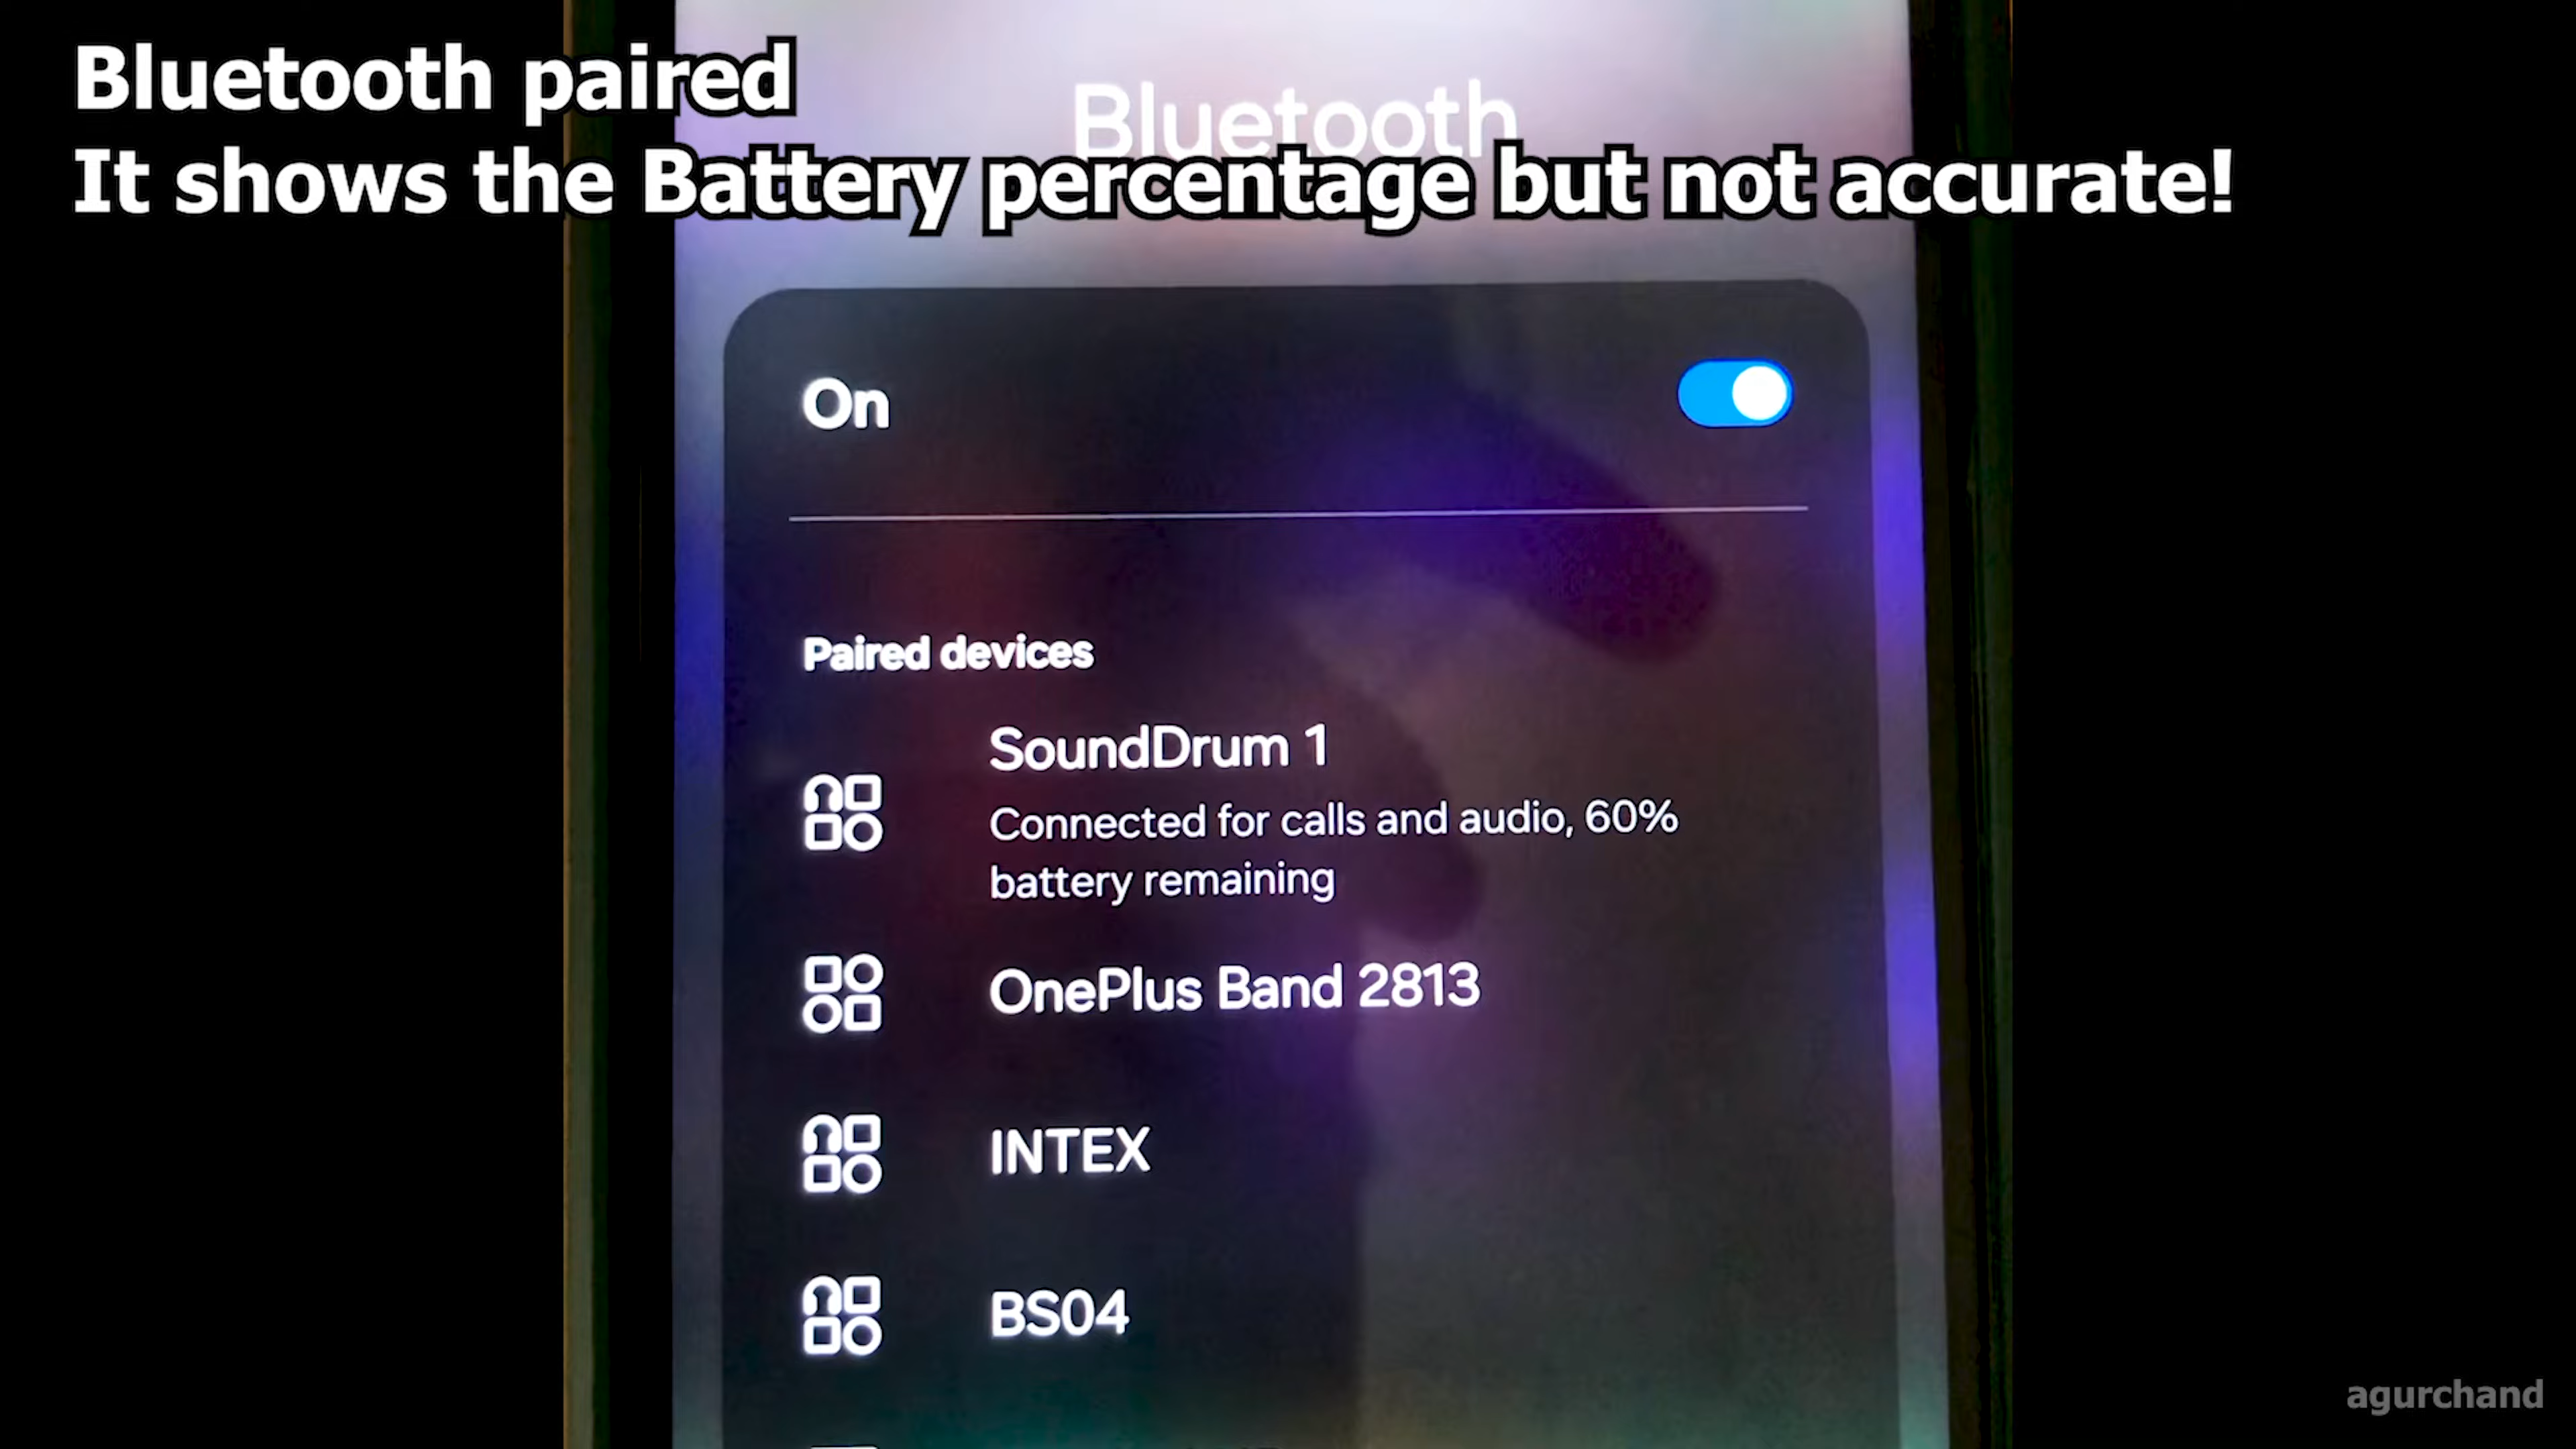 Bluetooth paired
It shows the Battery percentage but not accurate!
Bluetooth
On
Paired devices
SoundDrum 1
Connected for calls and audio, 60%
battery remaining
OnePlus Band 2813
INTEX
BS04
agurchand